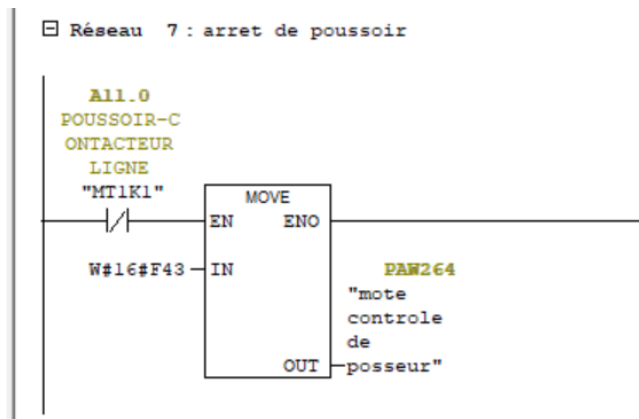 Réseau 7 : arret de poussoir
A11.0
POUSSOIR-C
ONTACTEUR
LIGNE
"MT1K1"
MOVE
EN ENO
W#16#F43 IN
PAW264
"mote
controle
de
OUT posseur"